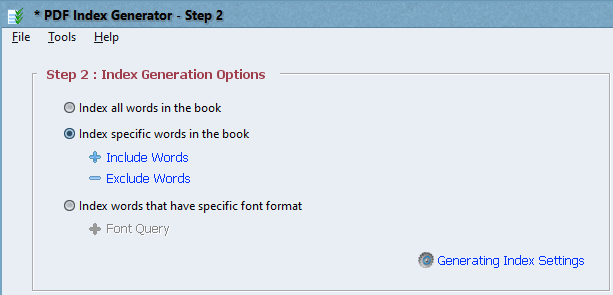 * PDF Index Generator - Step 2
File Tools Help
Step 2 : Index Generation Options
Index all words in the book
Index specific words in the book
Include Words
Exclude Words
Index words that have specific font format
Font Query
Generating Index Settings